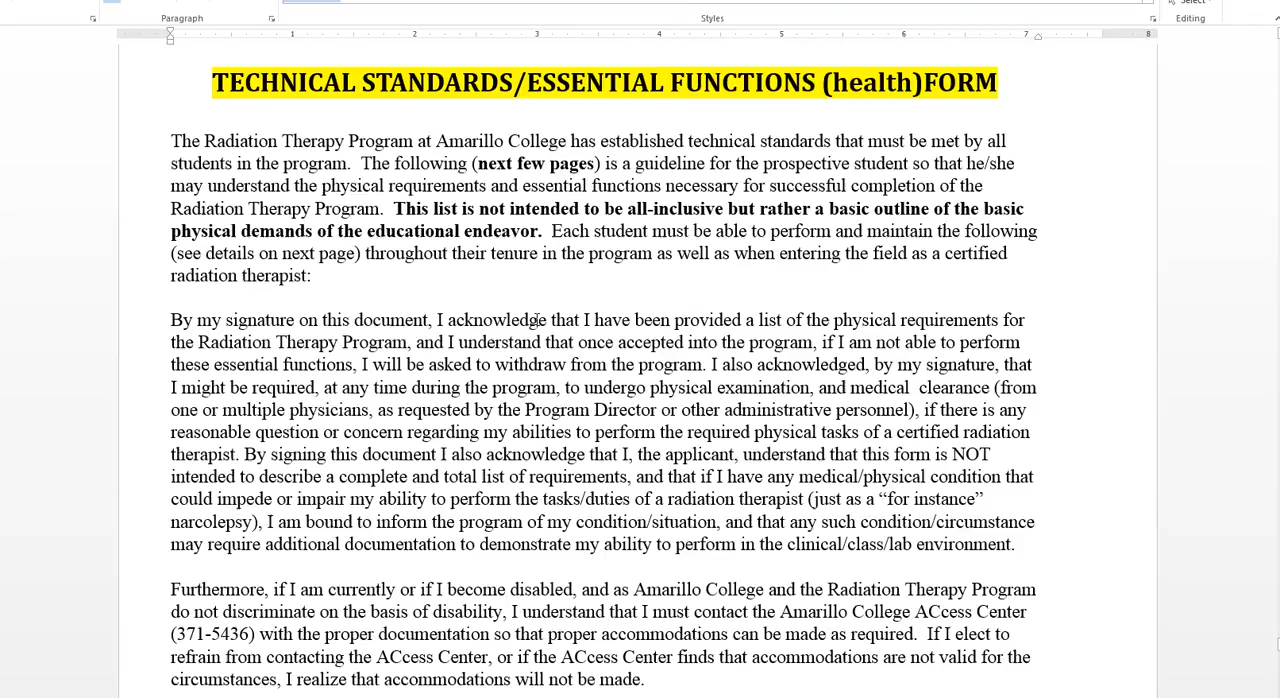 Paragraph
Styles
Select
Editing
1 2 3 4 5 6 7 8
TECHNICAL STANDARDS/ESSENTIAL FUNCTIONS (health)FORM
The Radiation Therapy Program at Amarillo College has established technical standards that must be met by all
students in the program.  The following (next few pages) is a guideline for the prospective student so that he/she
may understand the physical requirements and essential functions necessary for successful completion of the
Radiation Therapy Program.  This list is not intended to be all-inclusive but rather a basic outline of the basic
physical demands of the educational endeavor.  Each student must be able to perform and maintain the following
(see details on next page) throughout their tenure in the program as well as when entering the field as a certified
radiation therapist:
By my signature on this document, I acknowledge that I have been provided a list of the physical requirements for
the Radiation Therapy Program, and I understand that once accepted into the program, if I am not able to perform
these essential functions, I will be asked to withdraw from the program. I also acknowledged, by my signature, that
I might be required, at any time during the program, to undergo physical examination, and medical  clearance (from
one or multiple physicians, as requested by the Program Director or other administrative personnel), if there is any
reasonable question or concern regarding my abilities to perform the required physical tasks of a certified radiation
therapist. By signing this document I also acknowledge that I, the applicant, understand that this form is NOT
intended to describe a complete and total list of requirements, and that if I have any medical/physical condition that
could impede or impair my ability to perform the tasks/duties of a radiation therapist (just as a “for instance”
narcolepsy), I am bound to inform the program of my condition/situation, and that any such condition/circumstance
may require additional documentation to demonstrate my ability to perform in the clinical/class/lab environment.
Furthermore, if I am currently or if I become disabled, and as Amarillo College and the Radiation Therapy Program
do not discriminate on the basis of disability, I understand that I must contact the Amarillo College ACcess Center
(371-5436) with the proper documentation so that proper accommodations can be made as required.  If I elect to
refrain from contacting the ACcess Center, or if the ACcess Center finds that accommodations are not valid for the
circumstances, I realize that accommodations will not be made.